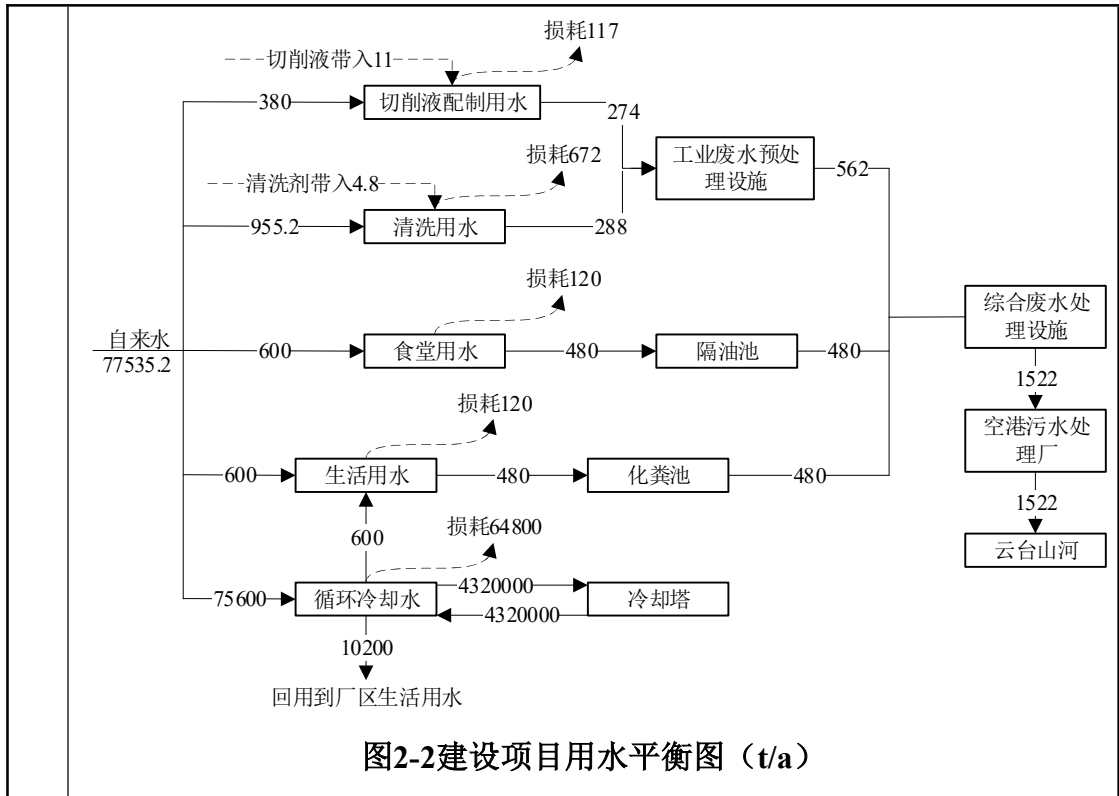 损耗117
切削液带入11
380
切削液配制用水
274
损耗672
工业废水预处
理设施
562
清洗剂带入4.8
955.2
清洗用水
288
损耗120
综合废水处
理设施
自来水
77535.2
600
食堂用水
480
隔油池
480
1522
损耗120
空港污水处
理厂
600
生活用水
480
化粪池
480
1522
600
损耗64800
云台山河
75600
循环冷却水
4320000
4320000
冷却塔
10200
回用到厂区生活用水
图2-2建设项目用水平衡图（t/a）